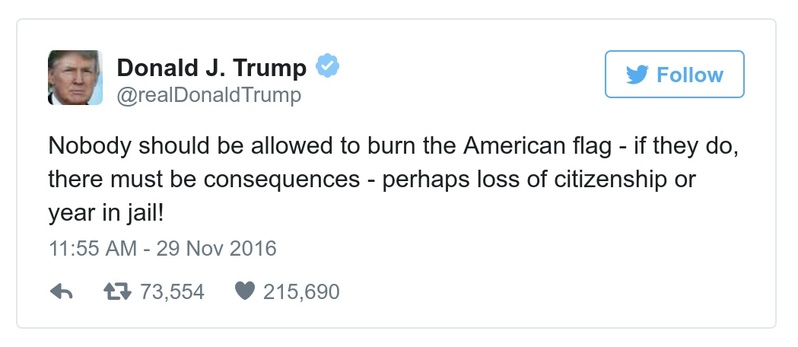 Donald J. Trump
Follow
@realDonaldTrump
Nobody should be allowed to burn the American flag - if they do,
there must be consequences - perhaps loss of citizenship or
year in jail!
11:55 AM - 29 Nov 2016
73,554 215,690